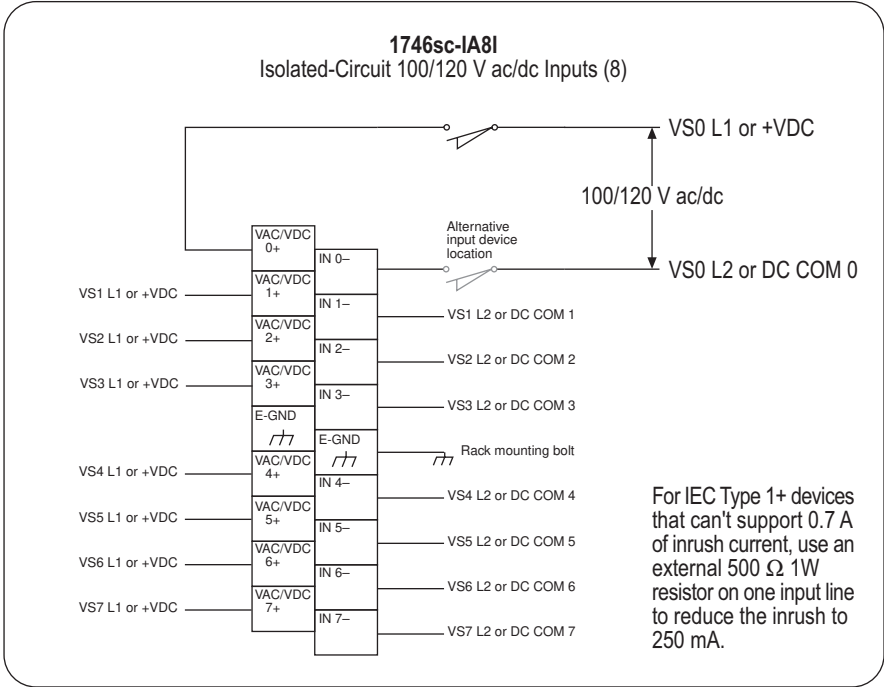 1746sc-IA8I
Isolated-Circuit 100/120 V ac/dc Inputs (8)
VS0 L1 or +VDC
100/120 V ac/dc
Alternative
input device
location
VS0 L2 or DC COM 0
VAC/VDC
0+
IN 0–
VS1 L1 or +VDC
VAC/VDC
1+
IN 1–
VS1 L2 or DC COM 1
VS2 L1 or +VDC
VAC/VDC
2+
IN 2–
VS2 L2 or DC COM 2
VS3 L1 or +VDC
VAC/VDC
3+
IN 3–
VS3 L2 or DC COM 3
E-GND
E-GND
Rack mounting bolt
VS4 L1 or +VDC
VAC/VDC
4+
IN 4–
VS4 L2 or DC COM 4
VS5 L1 or +VDC
VAC/VDC
5+
IN 5–
VS5 L2 or DC COM 5
VS6 L1 or +VDC
VAC/VDC
6+
IN 6–
VS6 L2 or DC COM 6
VS7 L1 or +VDC
VAC/VDC
7+
IN 7–
VS7 L2 or DC COM 7
For IEC Type 1+ devices
that can't support 0.7 A
of inrush current, use an
external 500 Ω 1W
resistor on one input line
to reduce the inrush to
250 mA.